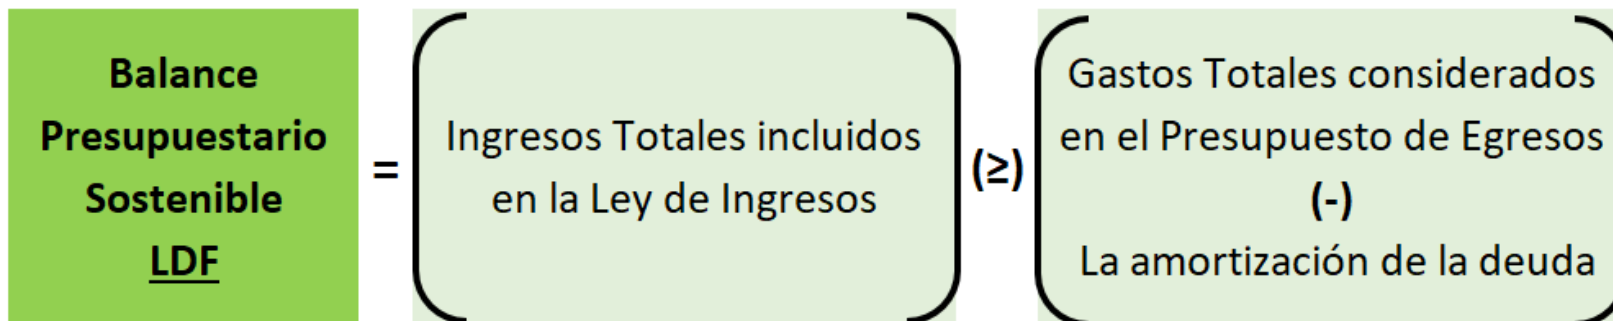 Balance
Presupuestario
Sostenible
LDF
=
Ingresos Totales incluidos
en la Ley de Ingresos
(≥)
Gastos Totales considerados
en el Presupuesto de Egresos
(-)
La amortización de la deuda